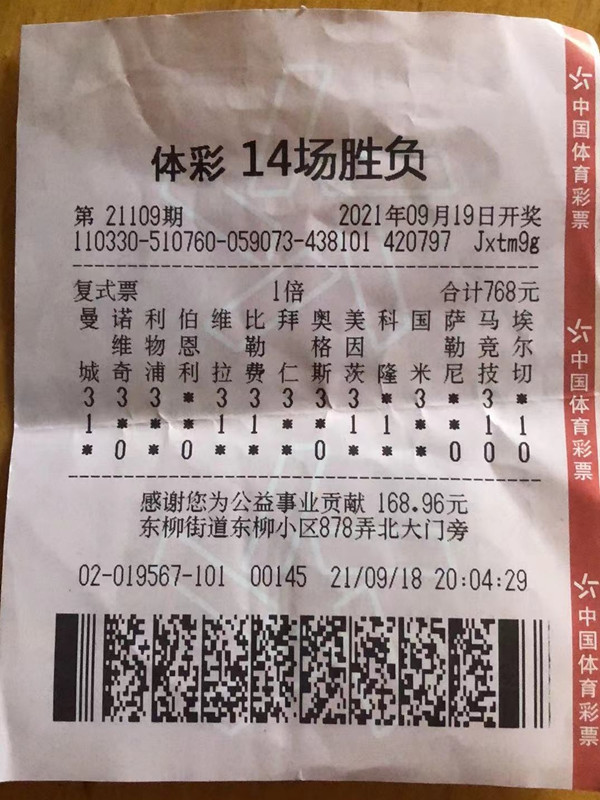 体彩 14场胜负
第 21109期 2021年09月19日开奖
110330-510760-059073-438101 420797 Jxtm9g
复式票 1倍 合计768元
曼 诺 利 伯 维 比 拜 奥 美 科 国 萨 马 埃
维 物 恩 勒 格 因 勒 竞 尔
城 奇 浦 利 拉 费 仁 斯 茨 隆 米 尼 技 切
3 3 3 * 3 3 3 3 3 * 3 * 3 *
1 * * * 1 1 * * 1 1 * * 1 1
* 0 * 0 * * * 0 * * * 0 0 0
感谢您为公益事业贡献 168.96元
东柳街道东柳小区878弄北大门旁
02-019567-101 00145 21/09/18 20:04:29
中国体育彩票
中国体育彩票
中国体育彩票